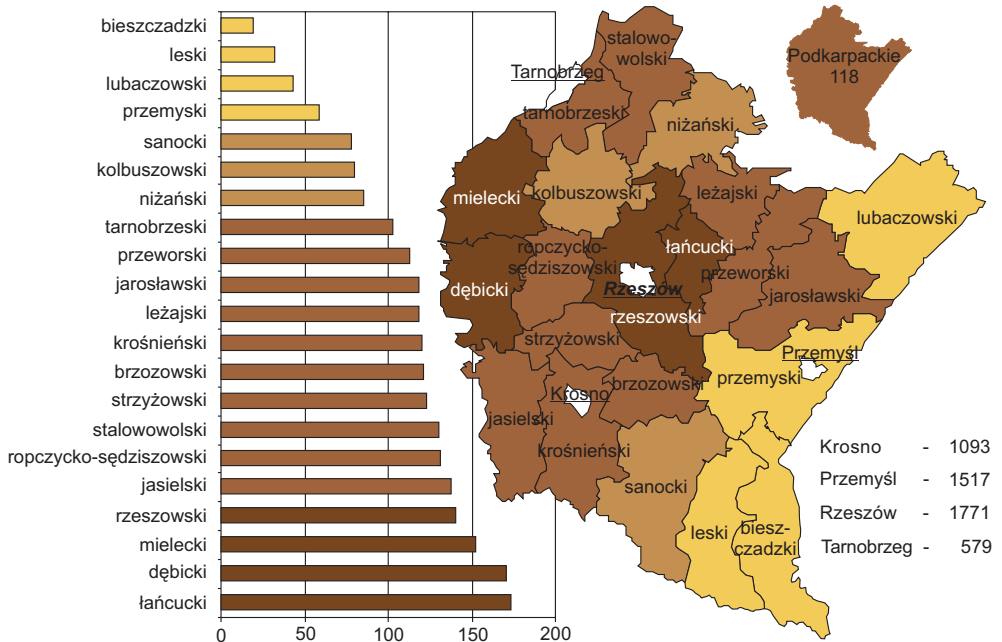 bieszczadzki
leski
lubaczowski
przemyski
sanocki
kolbuszowski
niżański
tarnobrzeski
przeworski
jarosławski
leżajski
krośnieński
brzozowski
strzyżowski
stalowowolski
ropczycko-sędziszowski
jasielski
rzeszowski
mielecki
dębicki
łańcucki
0
50
100
150
200
stalowo-
wolski
Tarnobrzeg
tarnobrzeski
niżański
mielecki
kolbuszowski
leżajski
lubaczowski
ropczycko-
sędziszowski
łańcucki
przeworski
jarosławski
dębicki
Rzeszów
rzeszowski
strzyżowski
Przemyśl
przemyski
brzozowski
Krosno
jasielski
krośnieński
sanocki
leski
biesz-
czadzki
Podkarpackie
118
Krosno - 1093
Przemyśl - 1517
Rzeszów - 1771
Tarnobrzeg - 579